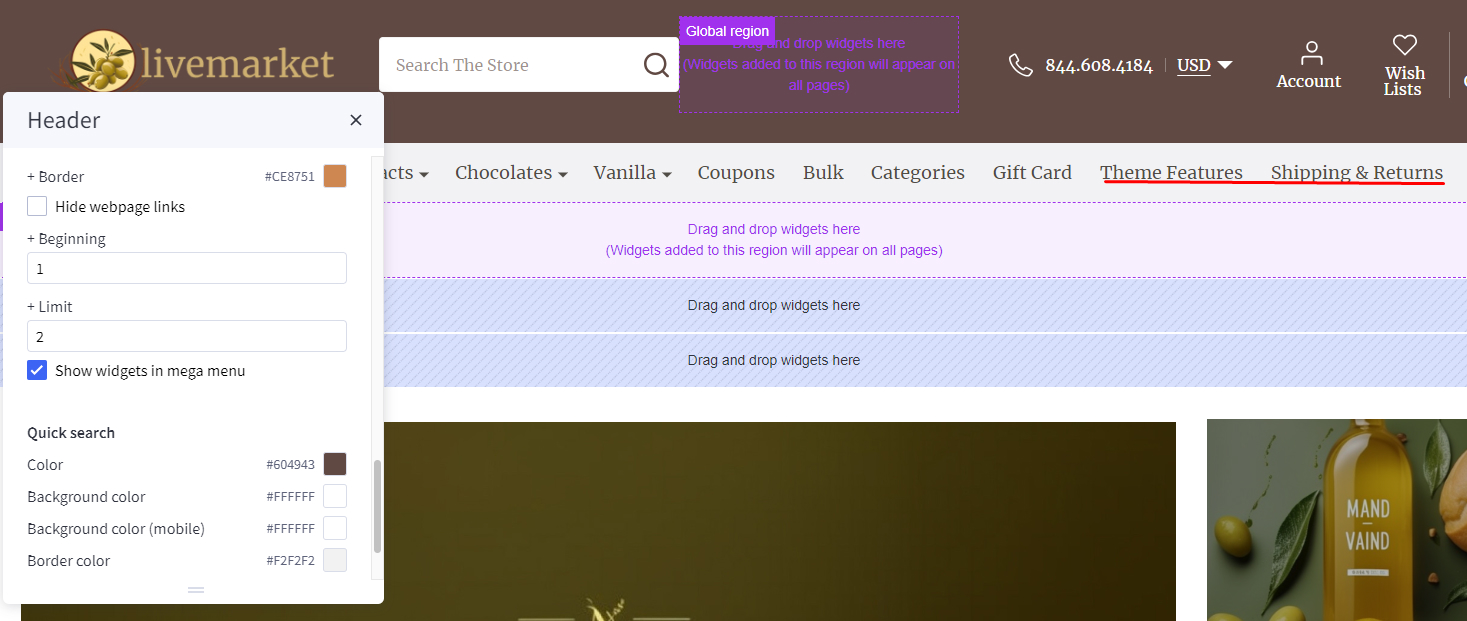 livemarket
Search The Store
Global region
Drag and drop widgets here
(Widgets added to this region will appear on
all pages)
844.608.4184
USD
Account
Wish
Lists
Header
acts
Chocolates
Vanilla
Coupons
Bulk
Categories
Gift Card
Theme Features
Shipping & Returns
+ Border
#CE8751
Hide webpage links
+ Beginning
1
+ Limit
2
Show widgets in mega menu
Quick search
Color
#604943
Background color
#FFFFFF
Background color (mobile)
#FFFFFF
Border color
#F2F2F2
Drag and drop widgets here
(Widgets added to this region will appear on all pages)
Drag and drop widgets here
Drag and drop widgets here
MAND
VAIND